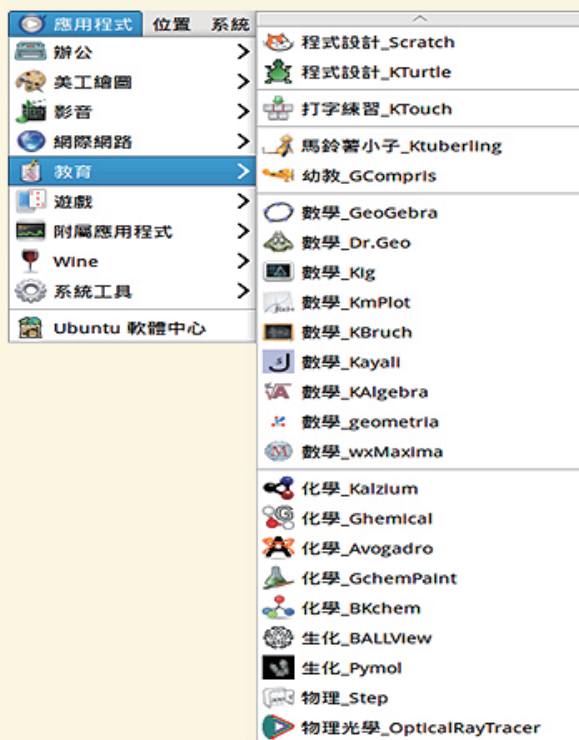 應用程式 位置 系統
辦公
美工繪圖
影音
網際網路
教育
遊戲
附屬應用程式
Wine
系統工具
Ubuntu 軟體中心
程式設計_Scratch
程式設計_KTurtle
打字練習_KTouch
馬鈴薯小子_Ktuberling
幼教_GCompris
數學_GeoGebra
數學_Dr.Geo
數學_Kig
數學_KmPlot
數學_KBruch
數學_Kayali
數學_KAlgebra
數學_geometria
數學_wxMaxima
化學_Kalzium
化學_Ghemical
化學_Avogadro
化學_GchemPaint
化學_BKchem
生化_BALLView
生化_Pymol
物理_Step
物理光學_OpticalRayTracer